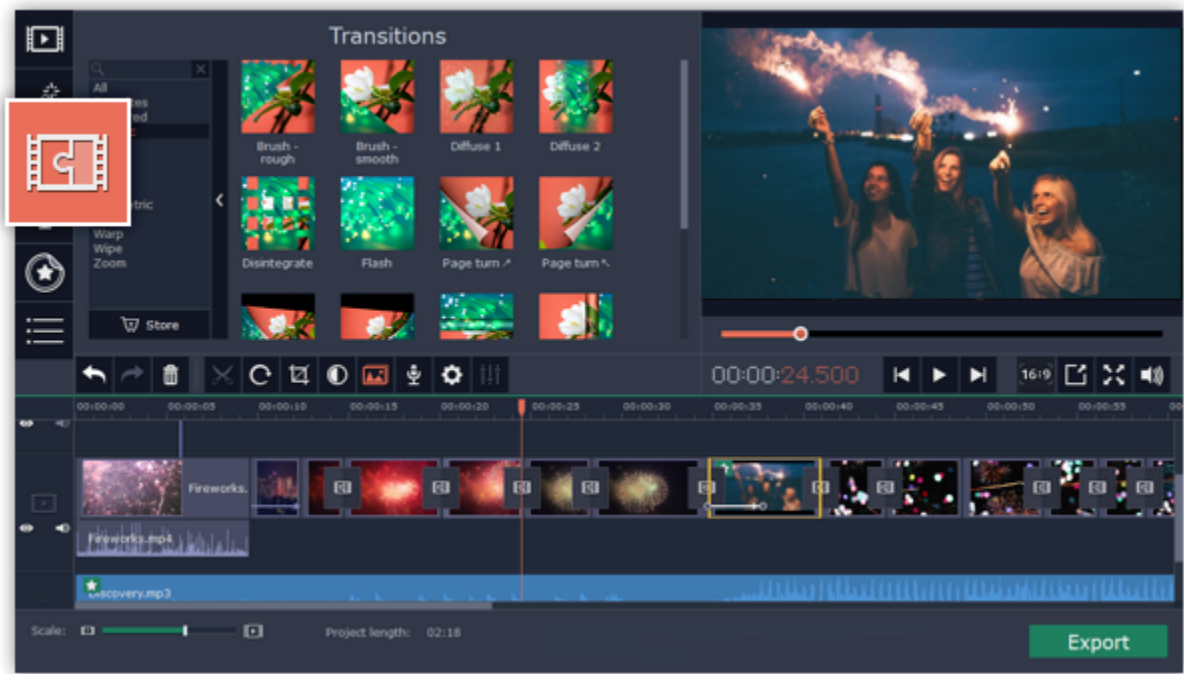 Transitions
All
red
tric
Warp
Wipe
Zoom
Store
Brush - rough
Brush - smooth
Diffuse 1
Diffuse 2
Disintegrate
Flash
Page turn ↗
Page turn ↖
00:00:24.500
16:9
00:00:00 00:00:05 00:00:10 00:00:15 00:00:20 00:00:25 00:00:30 00:00:35 00:00:40 00:00:45 00:00:50 00:00:55 00
Fireworks.
Fireworks.mp4
Discovery.mp3
Scale:
Project length: 02:18
Export